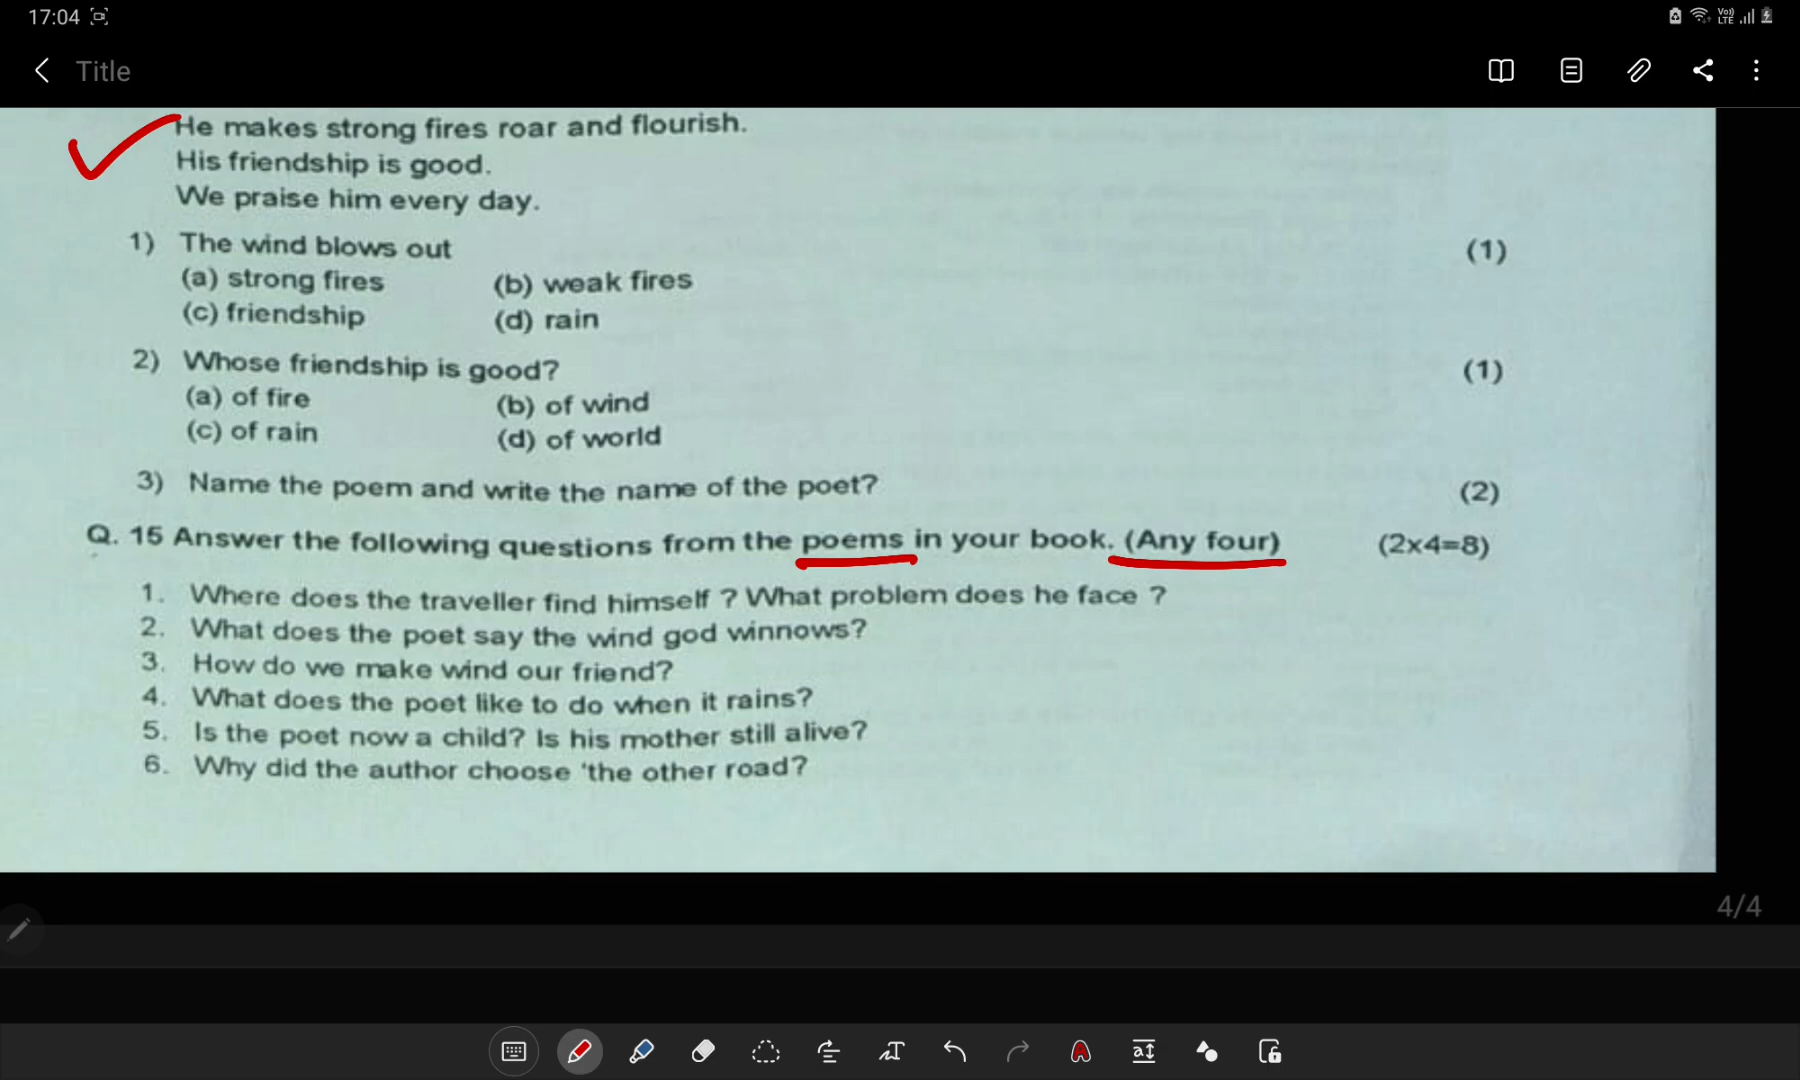 17:04
Vo))
LTE
Title
He makes strong fires roar and flourish.
His friendship is good.
We praise him every day.
1) The wind blows out (1)
(a) strong fires (b) weak fires
(c) friendship (d) rain
2) Whose friendship is good? (1)
(a) of fire (b) of wind
(c) of rain (d) of world
3) Name the poem and write the name of the poet? (2)
Q. 15 Answer the following questions from the poems in your book. (Any four) (2x4=8)
1. Where does the traveller find himself ? What problem does he face ?
2. What does the poet say the wind god winnows?
3. How do we make wind our friend?
4. What does the poet like to do when it rains?
5. Is the poet now a child? Is his mother still alive?
6. Why did the author choose 'the other road?
4/4